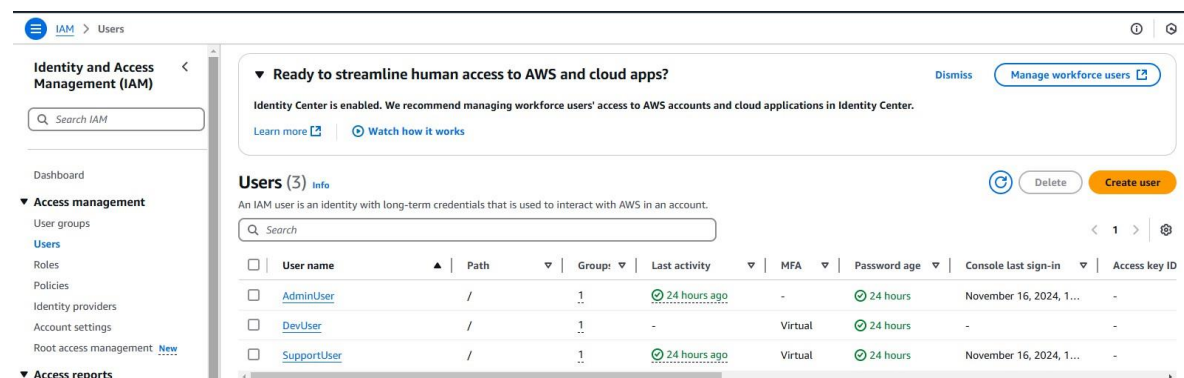 IAM > Users
Identity and Access Management (IAM)
Search IAM
Dashboard
Access management
User groups
Users
Roles
Policies
Identity providers
Account settings
Root access management New
Access reports
Ready to streamline human access to AWS and cloud apps?
Dismiss
Manage workforce users
Identity Center is enabled. We recommend managing workforce users' access to AWS accounts and cloud applications in Identity Center.
Learn more
Watch how it works
Users (3) Info
Delete
Create user
An IAM user is an identity with long-term credentials that is used to interact with AWS in an account.
Search
< 1 >
User name Path Group: Last activity MFA Password age Console last sign-in Access key ID
AdminUser / 1 24 hours ago - 24 hours November 16, 2024, 1... -
DevUser / 1 - Virtual 24 hours - -
SupportUser / 1 24 hours ago Virtual 24 hours November 16, 2024, 1... -